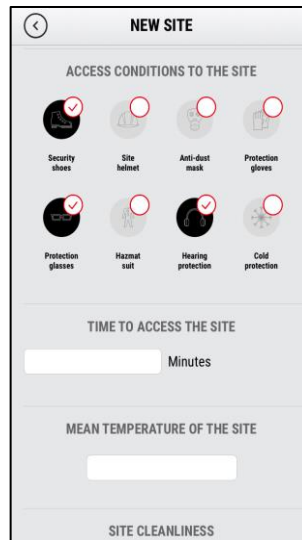 NEW SITE
ACCESS CONDITIONS TO THE SITE
Security shoes
Site helmet
Anti-dust mask
Protection gloves
Protection glasses
Hazmat suit
Hearing protection
Cold protection
TIME TO ACCESS THE SITE
Minutes
MEAN TEMPERATURE OF THE SITE
SITE CLEANLINESS